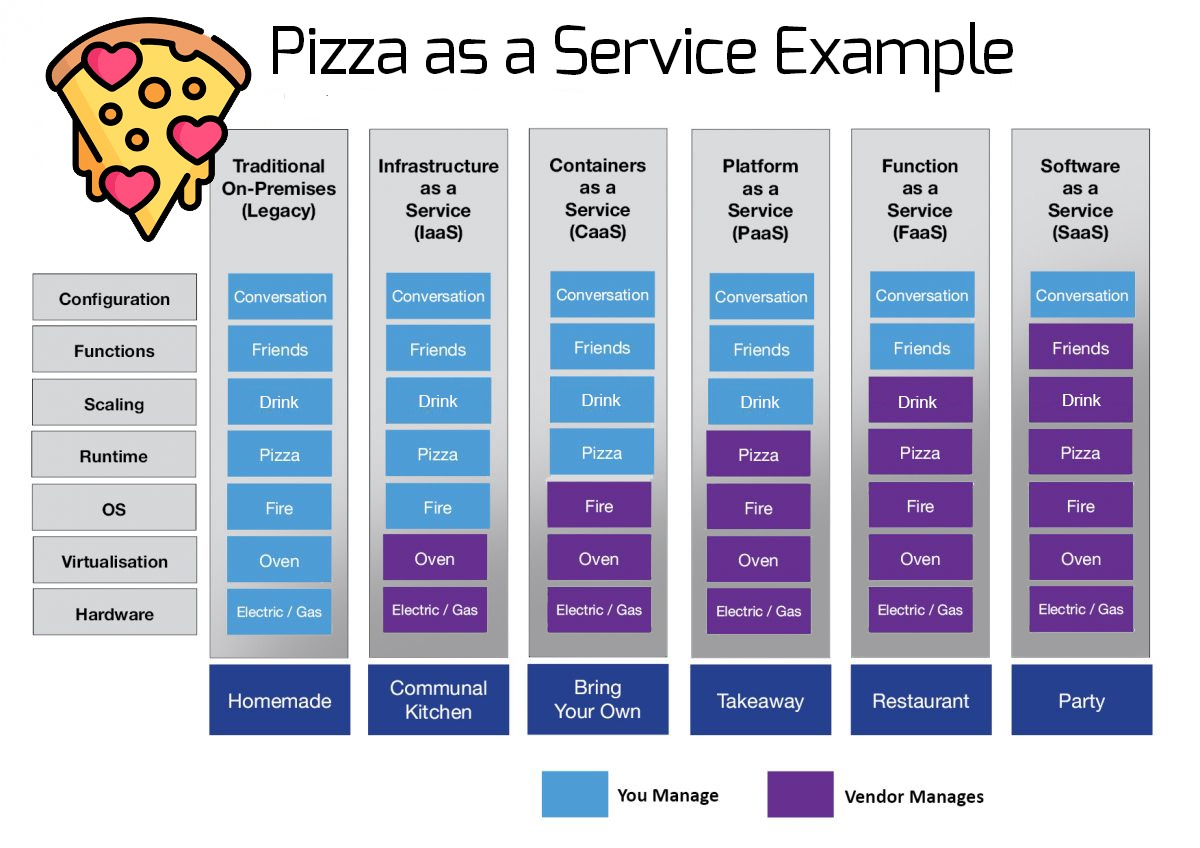 Pizza as a Service Example
Traditional
On-Premises
(Legacy)
Infrastructure
as a
Service
(IaaS)
Containers
as a
Service
(CaaS)
Platform
as a
Service
(PaaS)
Function
as a
Service
(FaaS)
Software
as a
Service
(SaaS)
Configuration Conversation Conversation Conversation Conversation Conversation Conversation
Functions Friends Friends Friends Friends Friends Friends
Scaling Drink Drink Drink Drink Drink Drink
Runtime Pizza Pizza Pizza Pizza Pizza Pizza
OS Fire Fire Fire Fire Fire Fire
Virtualisation Oven Oven Oven Oven Oven Oven
Hardware Electric / Gas Electric / Gas Electric / Gas Electric / Gas Electric / Gas Electric / Gas
Homemade
Communal
Kitchen
Bring
Your Own
Takeaway
Restaurant
Party
You Manage
Vendor Manages